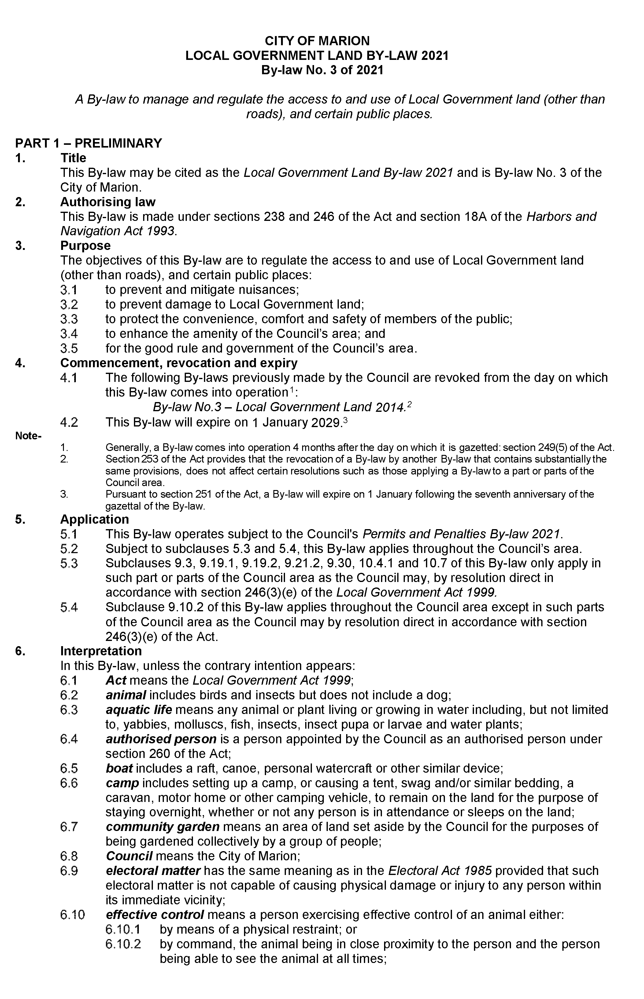 CITY OF MARION
LOCAL GOVERNMENT LAND BY-LAW 2021
By-law No. 3 of 2021
A By-law to manage and regulate the access to and use of Local Government land (other than
roads), and certain public places.
PART 1 – PRELIMINARY
1. Title
This By-law may be cited as the Local Government Land By-law 2021 and is By-law No. 3 of the
City of Marion.
2. Authorising law
This By-law is made under sections 238 and 246 of the Act and section 18A of the Harbors and
Navigation Act 1993.
3. Purpose
The objectives of this By-law are to regulate the access to and use of Local Government land
(other than roads), and certain public places:
3.1 to prevent and mitigate nuisances;
3.2 to prevent damage to Local Government land;
3.3 to protect the convenience, comfort and safety of members of the public;
3.4 to enhance the amenity of the Council’s area; and
3.5 for the good rule and government of the Council’s area.
4. Commencement, revocation and expiry
4.1 The following By-laws previously made by the Council are revoked from the day on which
this By-law comes into operation¹:
By-law No.3 – Local Government Land 2014.²
4.2 This By-law will expire on 1 January 2029.³
Note-
1. Generally, a By-law comes into operation 4 months after the day on which it is gazetted: section 249(5) of the Act.
2. Section 253 of the Act provides that the revocation of a By-law by another By-law that contains substantially the
same provisions, does not affect certain resolutions such as those applying a By-law to a part or parts of the
Council area.
3. Pursuant to section 251 of the Act, a By-law will expire on 1 January following the seventh anniversary of the
gazettal of the By-law.
5. Application
5.1 This By-law operates subject to the Council's Permits and Penalties By-law 2021.
5.2 Subject to subclauses 5.3 and 5.4, this By-law applies throughout the Council’s area.
5.3 Subclauses 9.3, 9.19.1, 9.19.2, 9.21.2, 9.30, 10.4.1 and 10.7 of this By-law only apply in
such part or parts of the Council area as the Council may, by resolution direct in
accordance with section 246(3)(e) of the Local Government Act 1999.
5.4 Subclause 9.10.2 of this By-law applies throughout the Council area except in such parts
of the Council area as the Council may by resolution direct in accordance with section
246(3)(e) of the Act.
6. Interpretation
In this By-law, unless the contrary intention appears:
6.1 Act means the Local Government Act 1999;
6.2 animal includes birds and insects but does not include a dog;
6.3 aquatic life means any animal or plant living or growing in water including, but not limited
to, yabbies, molluscs, fish, insects, insect pupa or larvae and water plants;
6.4 authorised person is a person appointed by the Council as an authorised person under
section 260 of the Act;
6.5 boat includes a raft, canoe, personal watercraft or other similar device;
6.6 camp includes setting up a camp, or causing a tent, swag and/or similar bedding, a
caravan, motor home or other camping vehicle, to remain on the land for the purpose of
staying overnight, whether or not any person is in attendance or sleeps on the land;
6.7 community garden means an area of land set aside by the Council for the purposes of
being gardened collectively by a group of people;
6.8 Council means the City of Marion;
6.9 electoral matter has the same meaning as in the Electoral Act 1985 provided that such
electoral matter is not capable of causing physical damage or injury to any person within
its immediate vicinity;
6.10 effective control means a person exercising effective control of an animal either:
6.10.1 by means of a physical restraint; or
6.10.2 by command, the animal being in close proximity to the person and the person
being able to see the animal at all times;